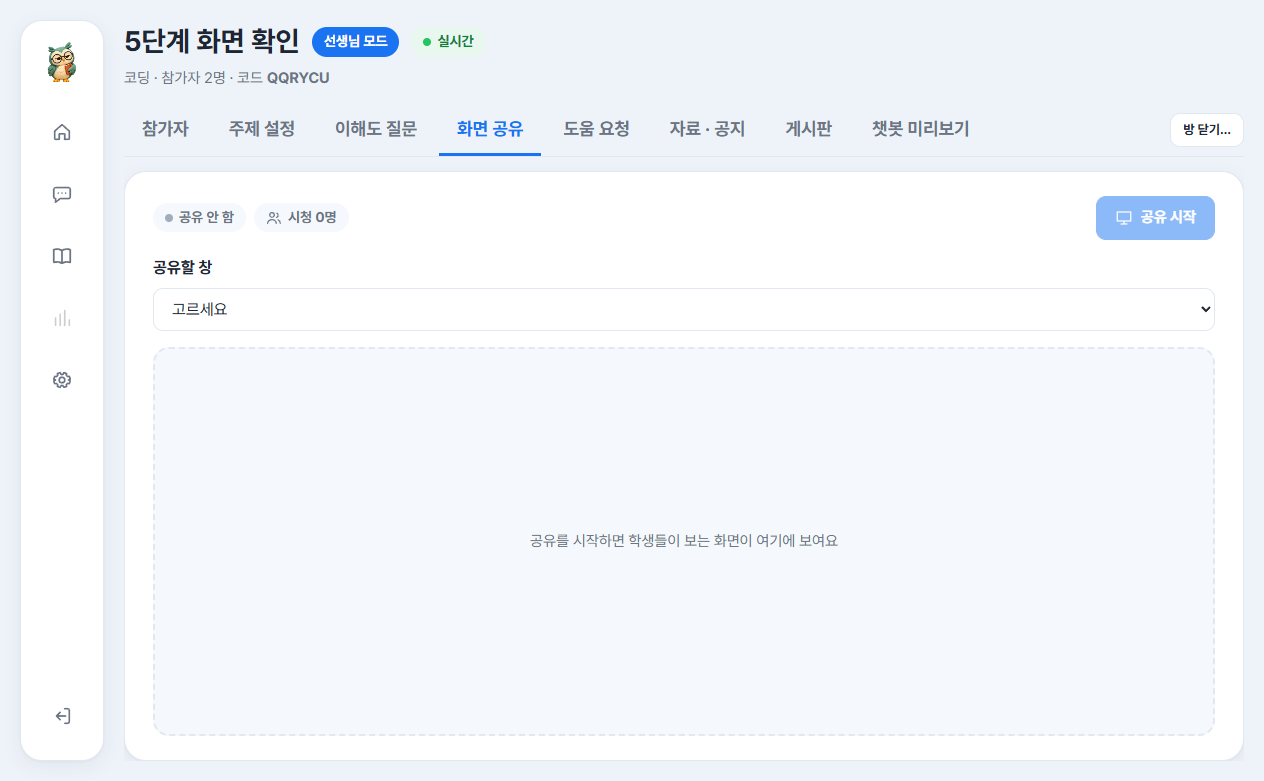 5단계 화면 확인 선생님 모드 실시간
코딩 · 참가자 2명 · 코드 QQRYCU
참가자 주제 설정 이해도 질문 화면 공유 도움 요청 자료 · 공지 게시판 챗봇 미리보기 방 닫기...
공유 안 함 시청 0명 공유 시작
공유할 창
고르세요
공유를 시작하면 학생들이 보는 화면이 여기에 보여요